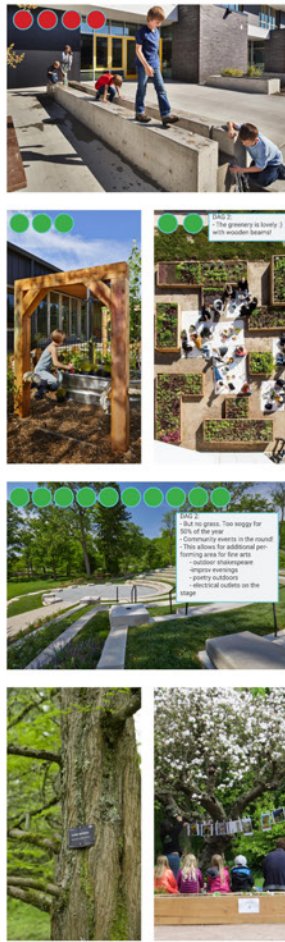 DAG 2:
- The greenery is lovely :)
with wooden beams!
DAG 2:
- But no grass. Too soggy for
50% of the year
- Community events in the round!
- This allows for additional per-
forming area for fine arts
- outdoor shakespeare
-improv evenings
- poetry outdoors
- electrical outlets on the
stage